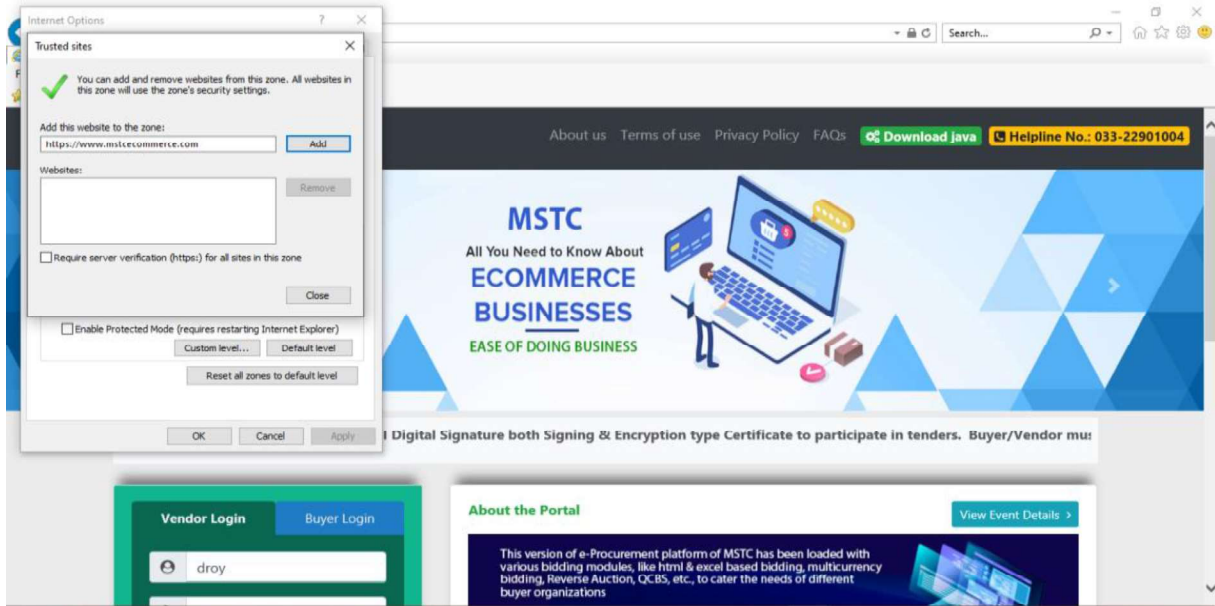 Internet Options
Trusted sites
You can add and remove websites from this zone. All websites in
this zone will use the zone's security settings.
Add this website to the zone:
https://www.mstcecommerce.com
Add
Websites:
Remove
Require server verification (https:) for all sites in this zone
Close
Enable Protected Mode (requires restarting Internet Explorer)
Custom level...
Default level
Reset all zones to default level
OK
Cancel
Apply
Search...
About us
Terms of use
Privacy Policy
FAQs
Download java
Helpline No.: 033-22901004
MSTC
All You Need to Know About
ECOMMERCE
BUSINESSES
EASE OF DOING BUSINESS
Digital Signature both Signing & Encryption type Certificate to participate in tenders. Buyer/Vendor
Vendor Login
Buyer Login
droy
About the Portal
View Event Details
This version of e-Procurement platform of MSTC has been loaded with
various bidding modules, like html & excel based bidding, multicurrency
bidding, Reverse Auction, QCBS, etc., to cater the needs of different
buyer organizations